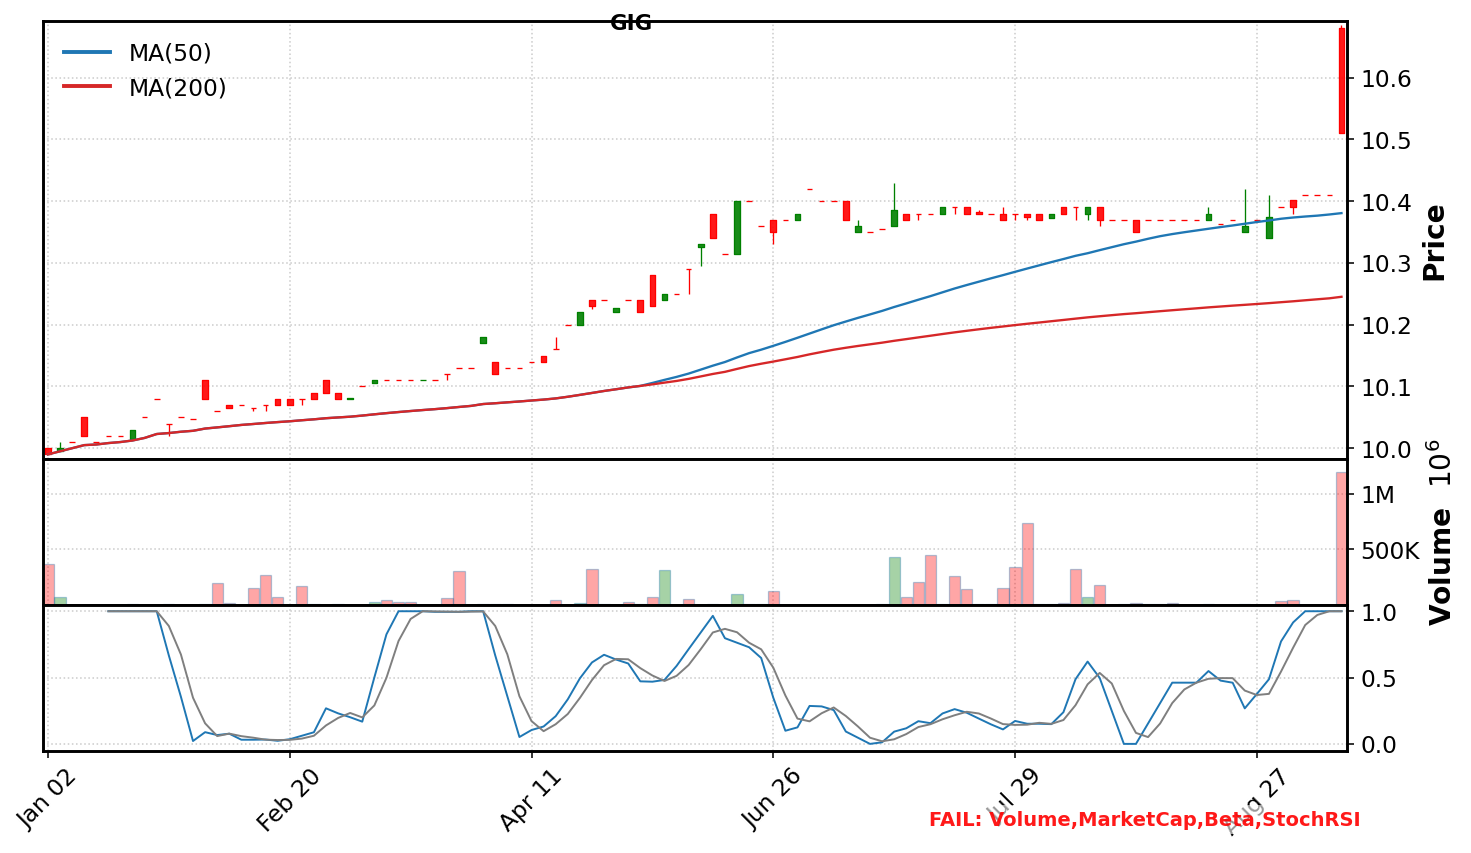 GIG
MA(50)
MA(200)
10.6
10.5
10.4
10.3
10.2
10.1
10.0
Price
1M
500K
Volume 10⁶
1.0
0.5
0.0
Jan 02
Feb 20
Apr 11
Jun 26
Jul 29
Aug 27
FAIL: Volume,MarketCap,Beta,StochRSI